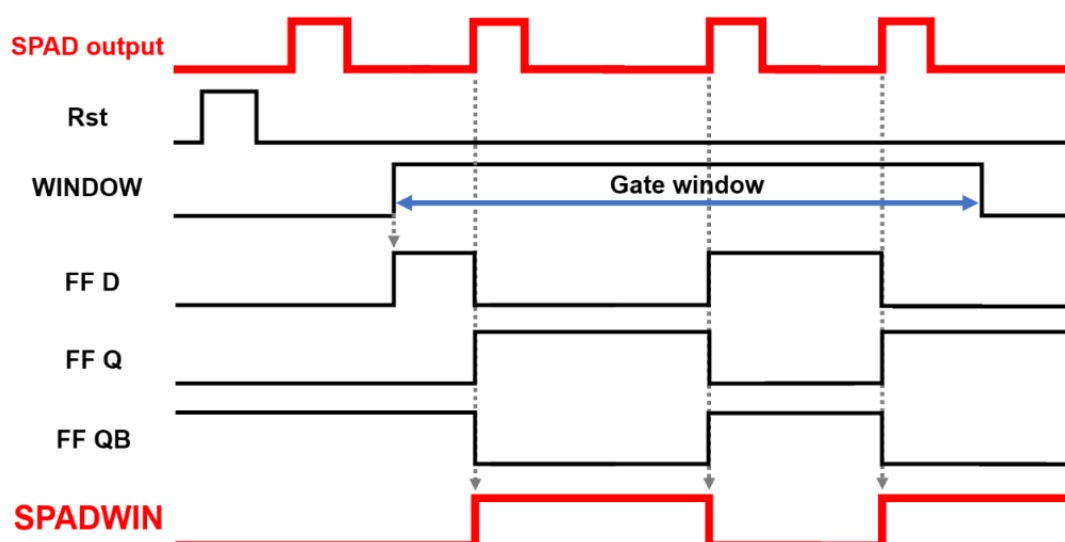 SPAD output
Rst
WINDOW
Gate window
FF D
FF Q
FF QB
SPADWIN